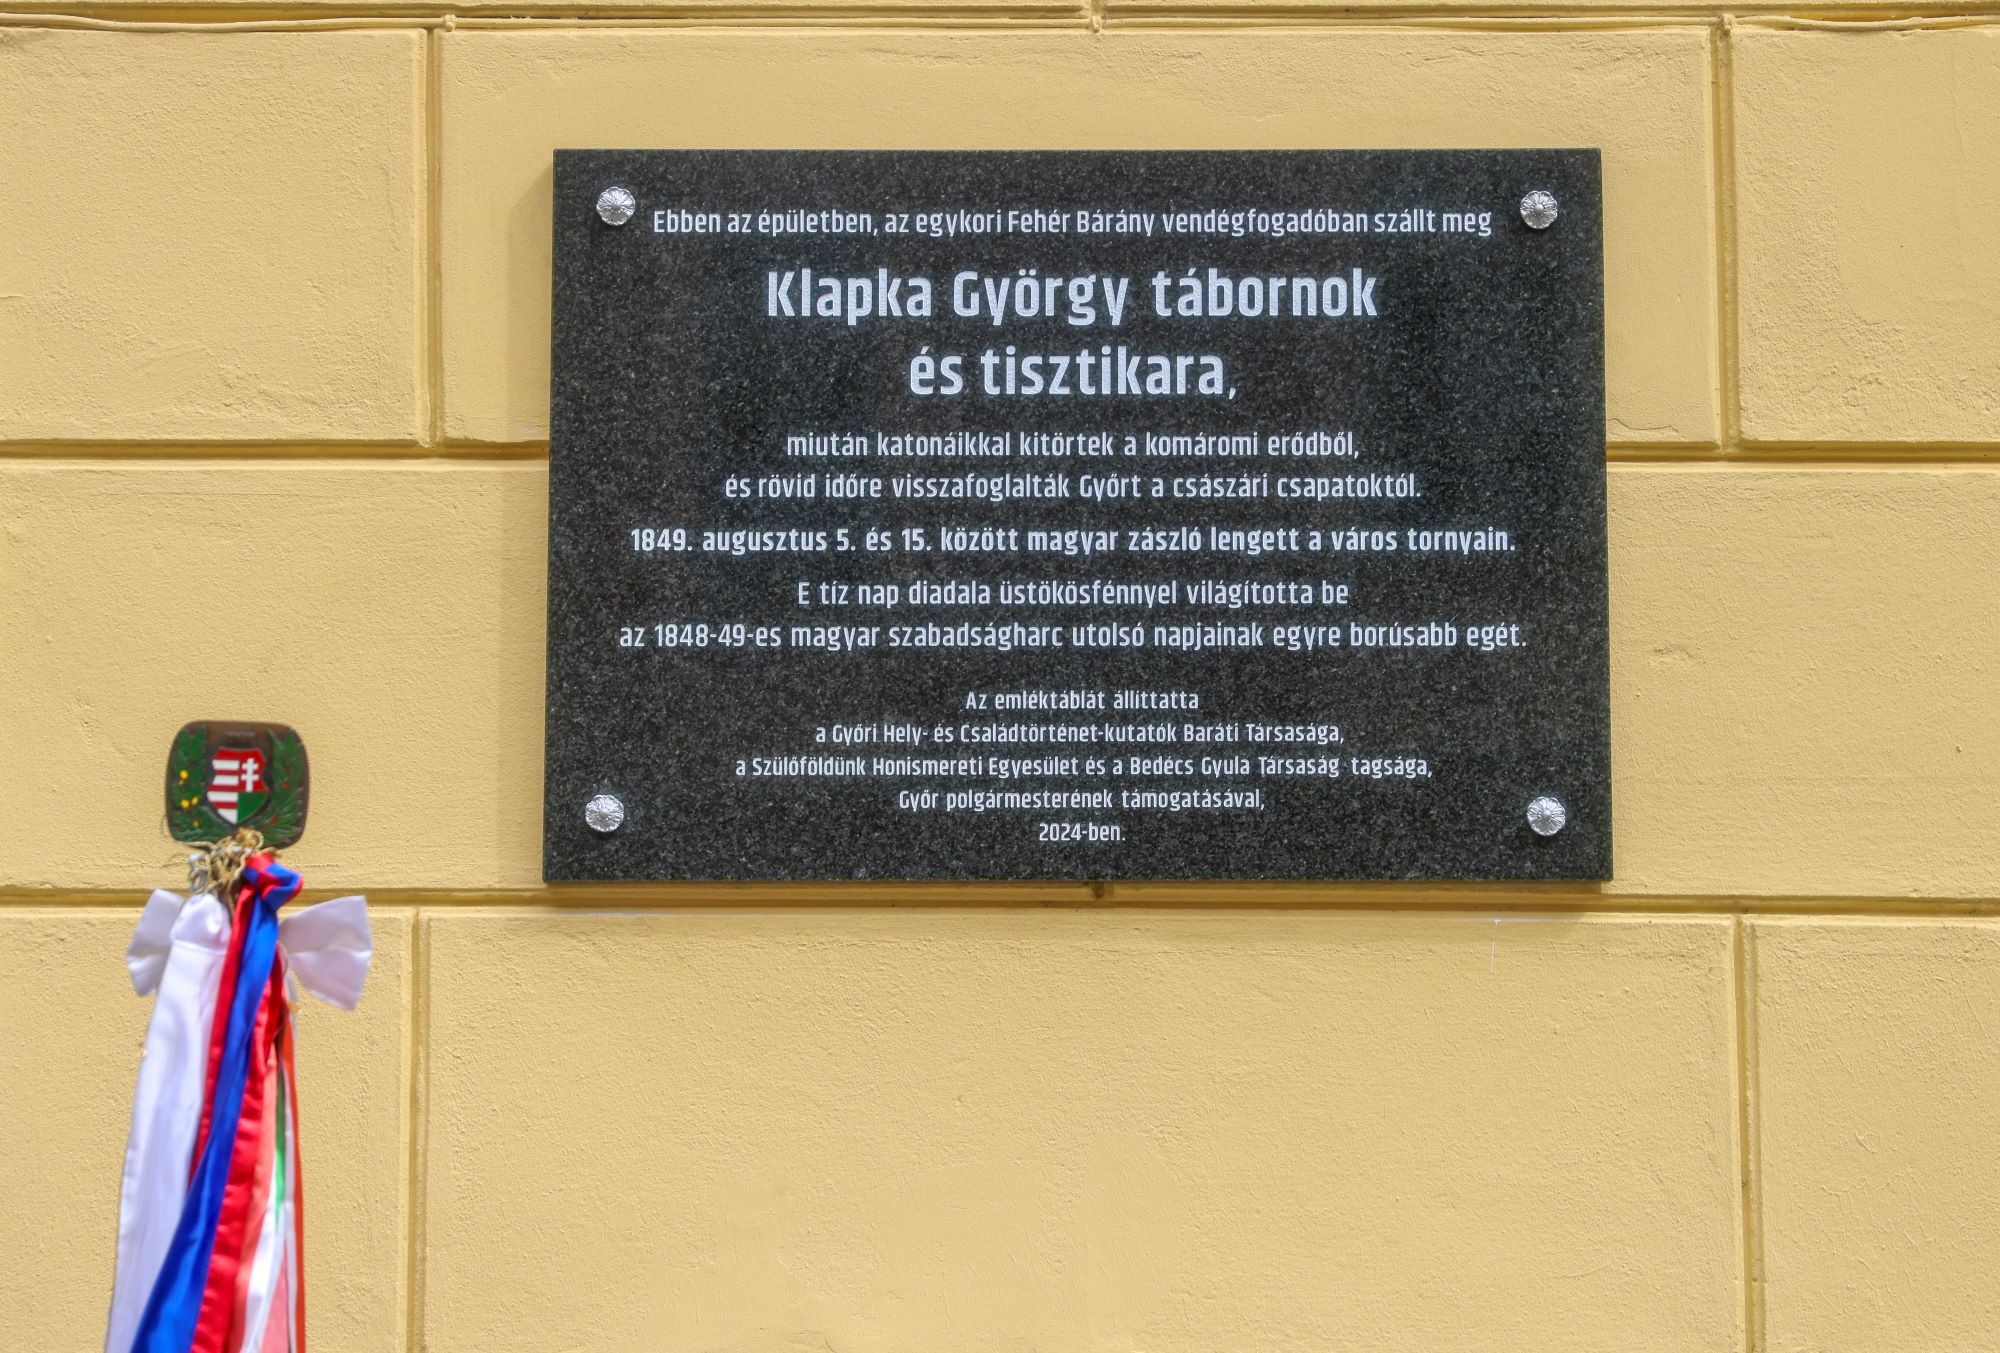 Ebben az épületben, az egykori Fehér Bárány vendégfogadóban szállt meg
Klapka György tábornok
és tisztikara,
miután katonáikkal kitörtek a komáromi erődből,
és rövid időre visszafoglalták Győrt a császári csapatoktól.
1849. augusztus 5. és 15. között magyar zászló lengett a város tornyain.
E tíz nap diadala üstökösfénnyel világította be
az 1848-49-es magyar szabadságharc utolsó napjainak egyre borúsabb egét.
Az emléktáblát állíttatta
a Győri Hely- és Családtörténet-kutatók Baráti Társasága,
a Szülőföldünk Honismereti Egyesület és a Bedécs Gyula Társaság tagsága,
Győr polgármesterének támogatásával,
2024-ben.